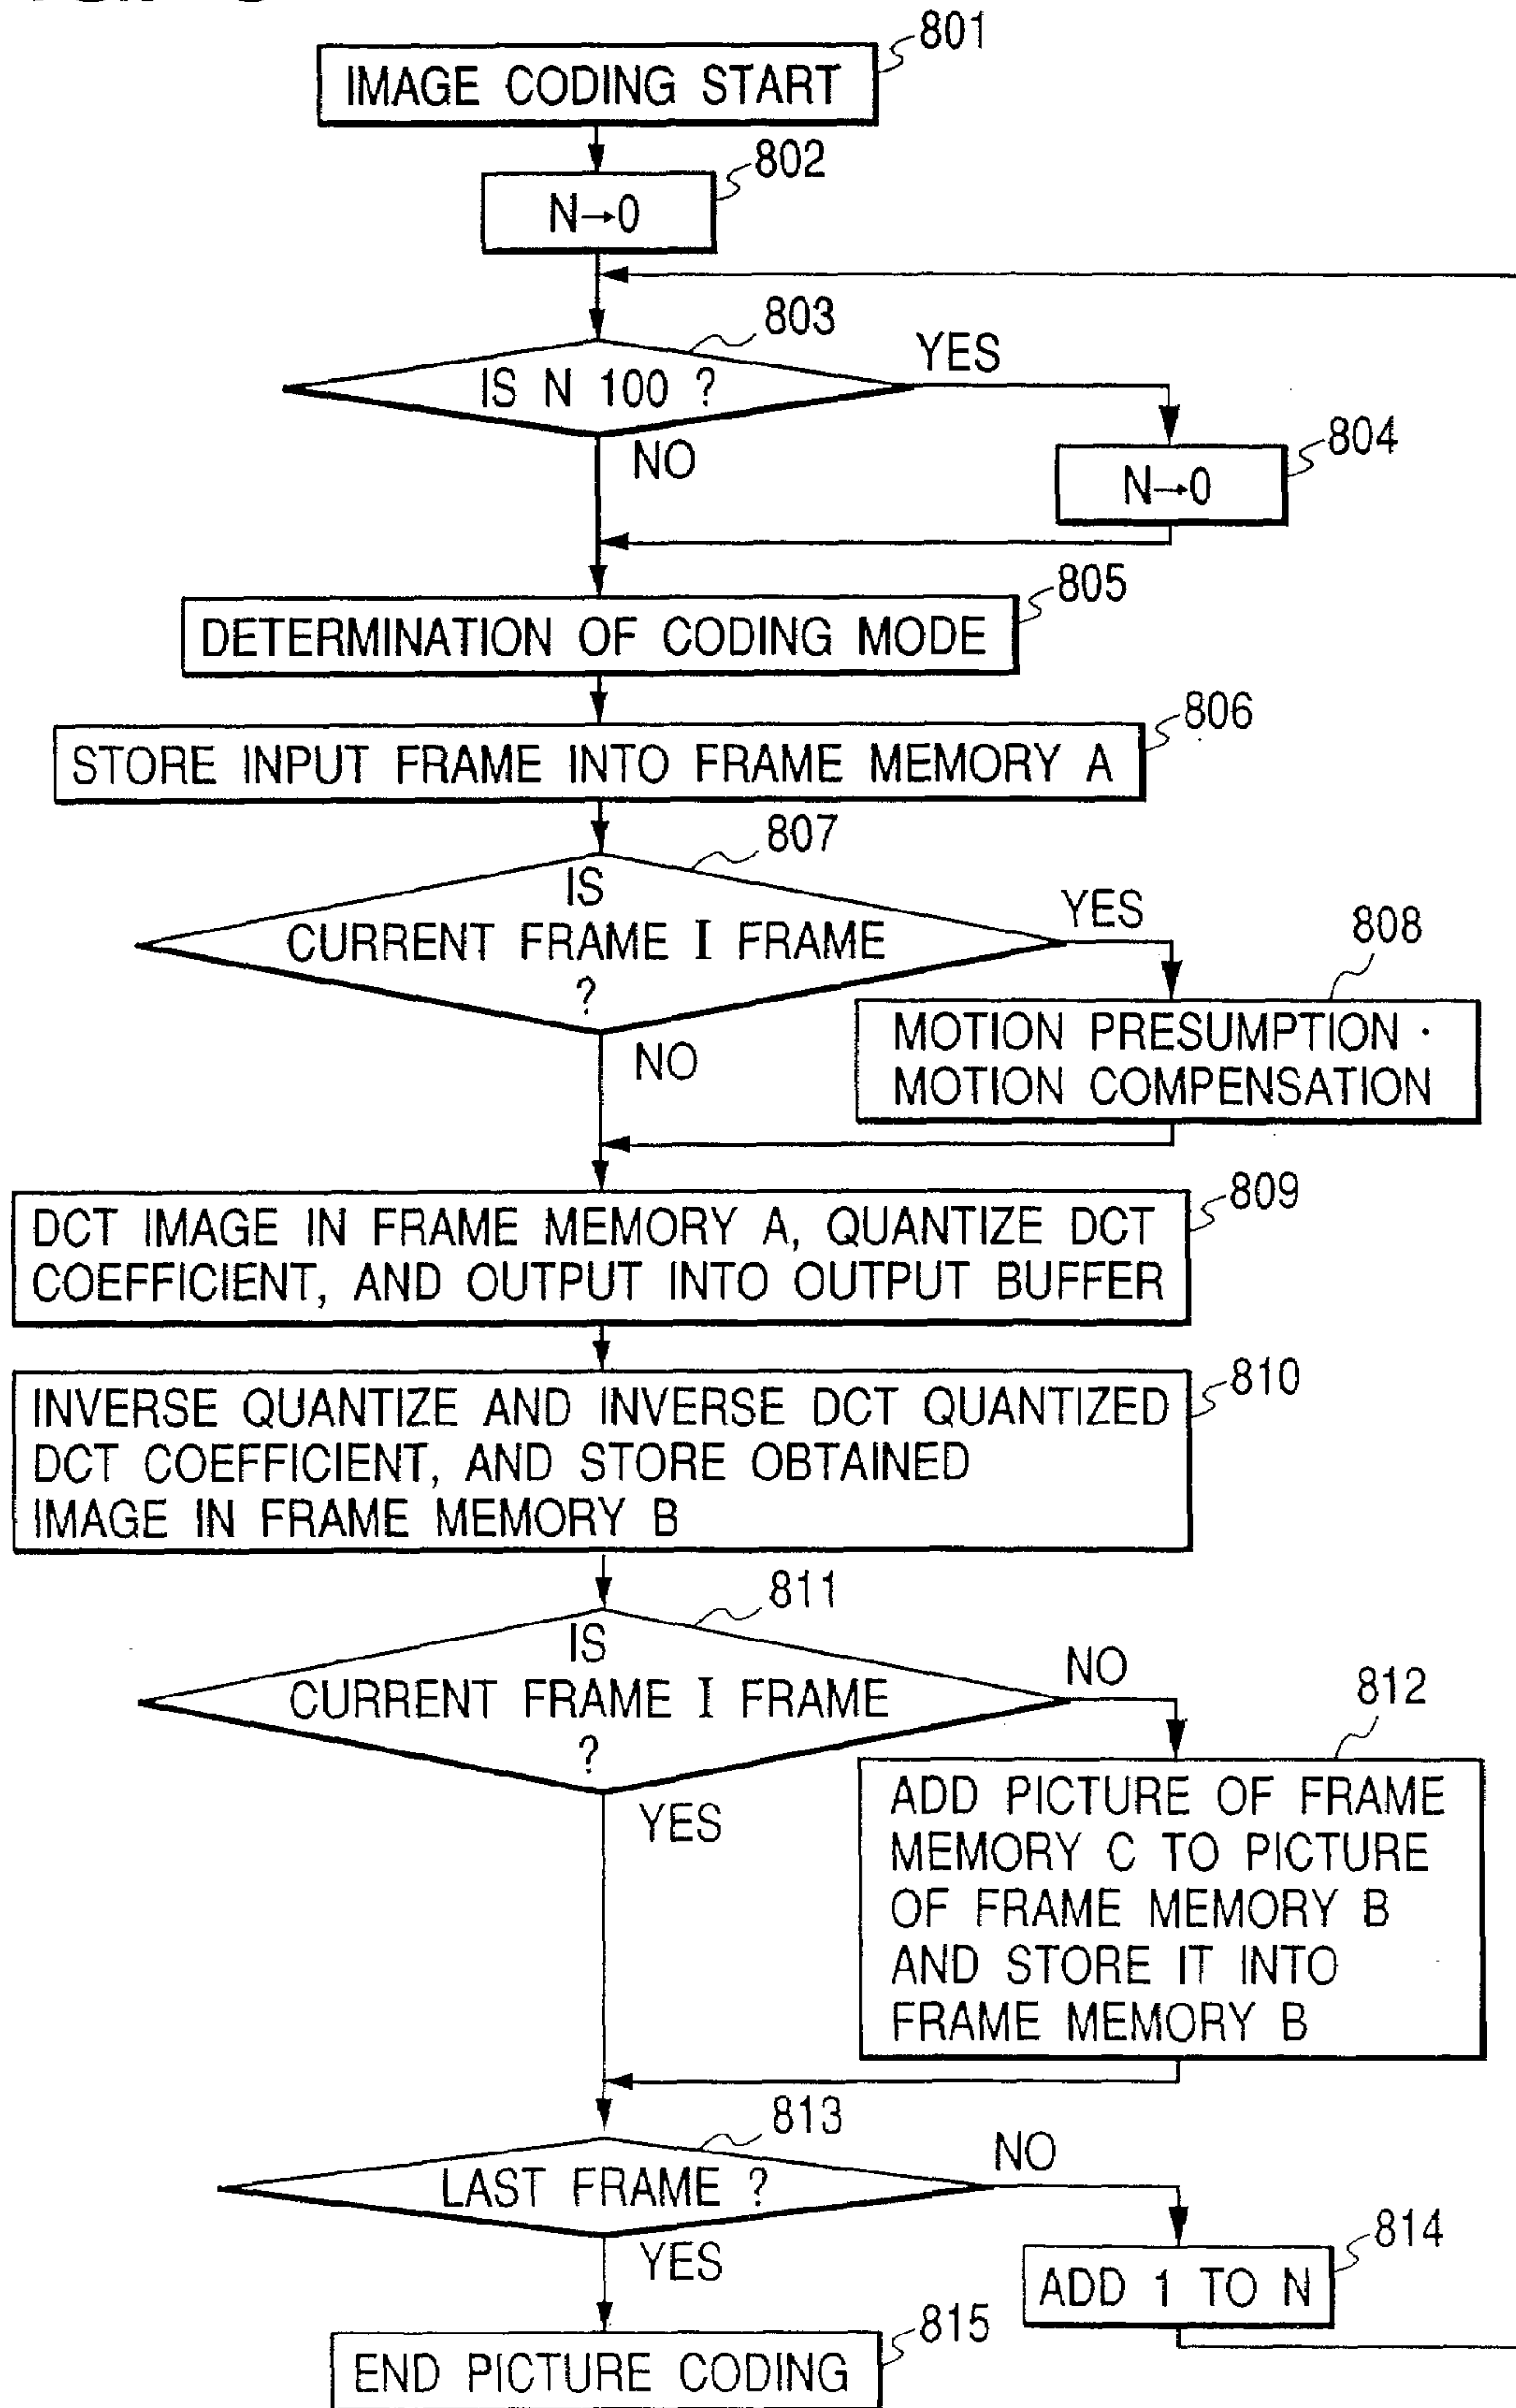 801
IMAGE CODING START
802
N→0
803
IS N 100 ?
YES
NO
804
N→0
805
DETERMINATION OF CODING MODE
806
STORE INPUT FRAME INTO FRAME MEMORY A
807
IS
CURRENT FRAME I FRAME
?
YES
NO
808
MOTION PRESUMPTION ·
MOTION COMPENSATION
809
DCT IMAGE IN FRAME MEMORY A, QUANTIZE DCT
COEFFICIENT, AND OUTPUT INTO OUTPUT BUFFER
810
INVERSE QUANTIZE AND INVERSE DCT QUANTIZED
DCT COEFFICIENT, AND STORE OBTAINED
IMAGE IN FRAME MEMORY B
811
IS
CURRENT FRAME I FRAME
?
NO
YES
812
ADD PICTURE OF FRAME
MEMORY C TO PICTURE
OF FRAME MEMORY B
AND STORE IT INTO
FRAME MEMORY B
813
LAST FRAME ?
NO
YES
814
ADD 1 TO N
815
END PICTURE CODING